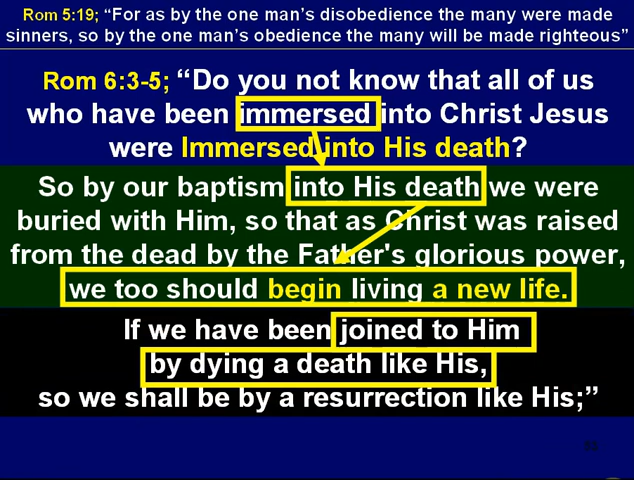 Rom 5:19; “For as by the one man’s disobedience the many were made
sinners, so by the one man’s obedience the many will be made righteous”
Rom 6:3-5; “Do you not know that all of us
who have been immersed into Christ Jesus
were Immersed into His death?
So by our baptism into His death we were
buried with Him, so that as Christ was raised
from the dead by the Father's glorious power,
we too should begin living a new life.
If we have been joined to Him
by dying a death like His,
so we shall be by a resurrection like His;”